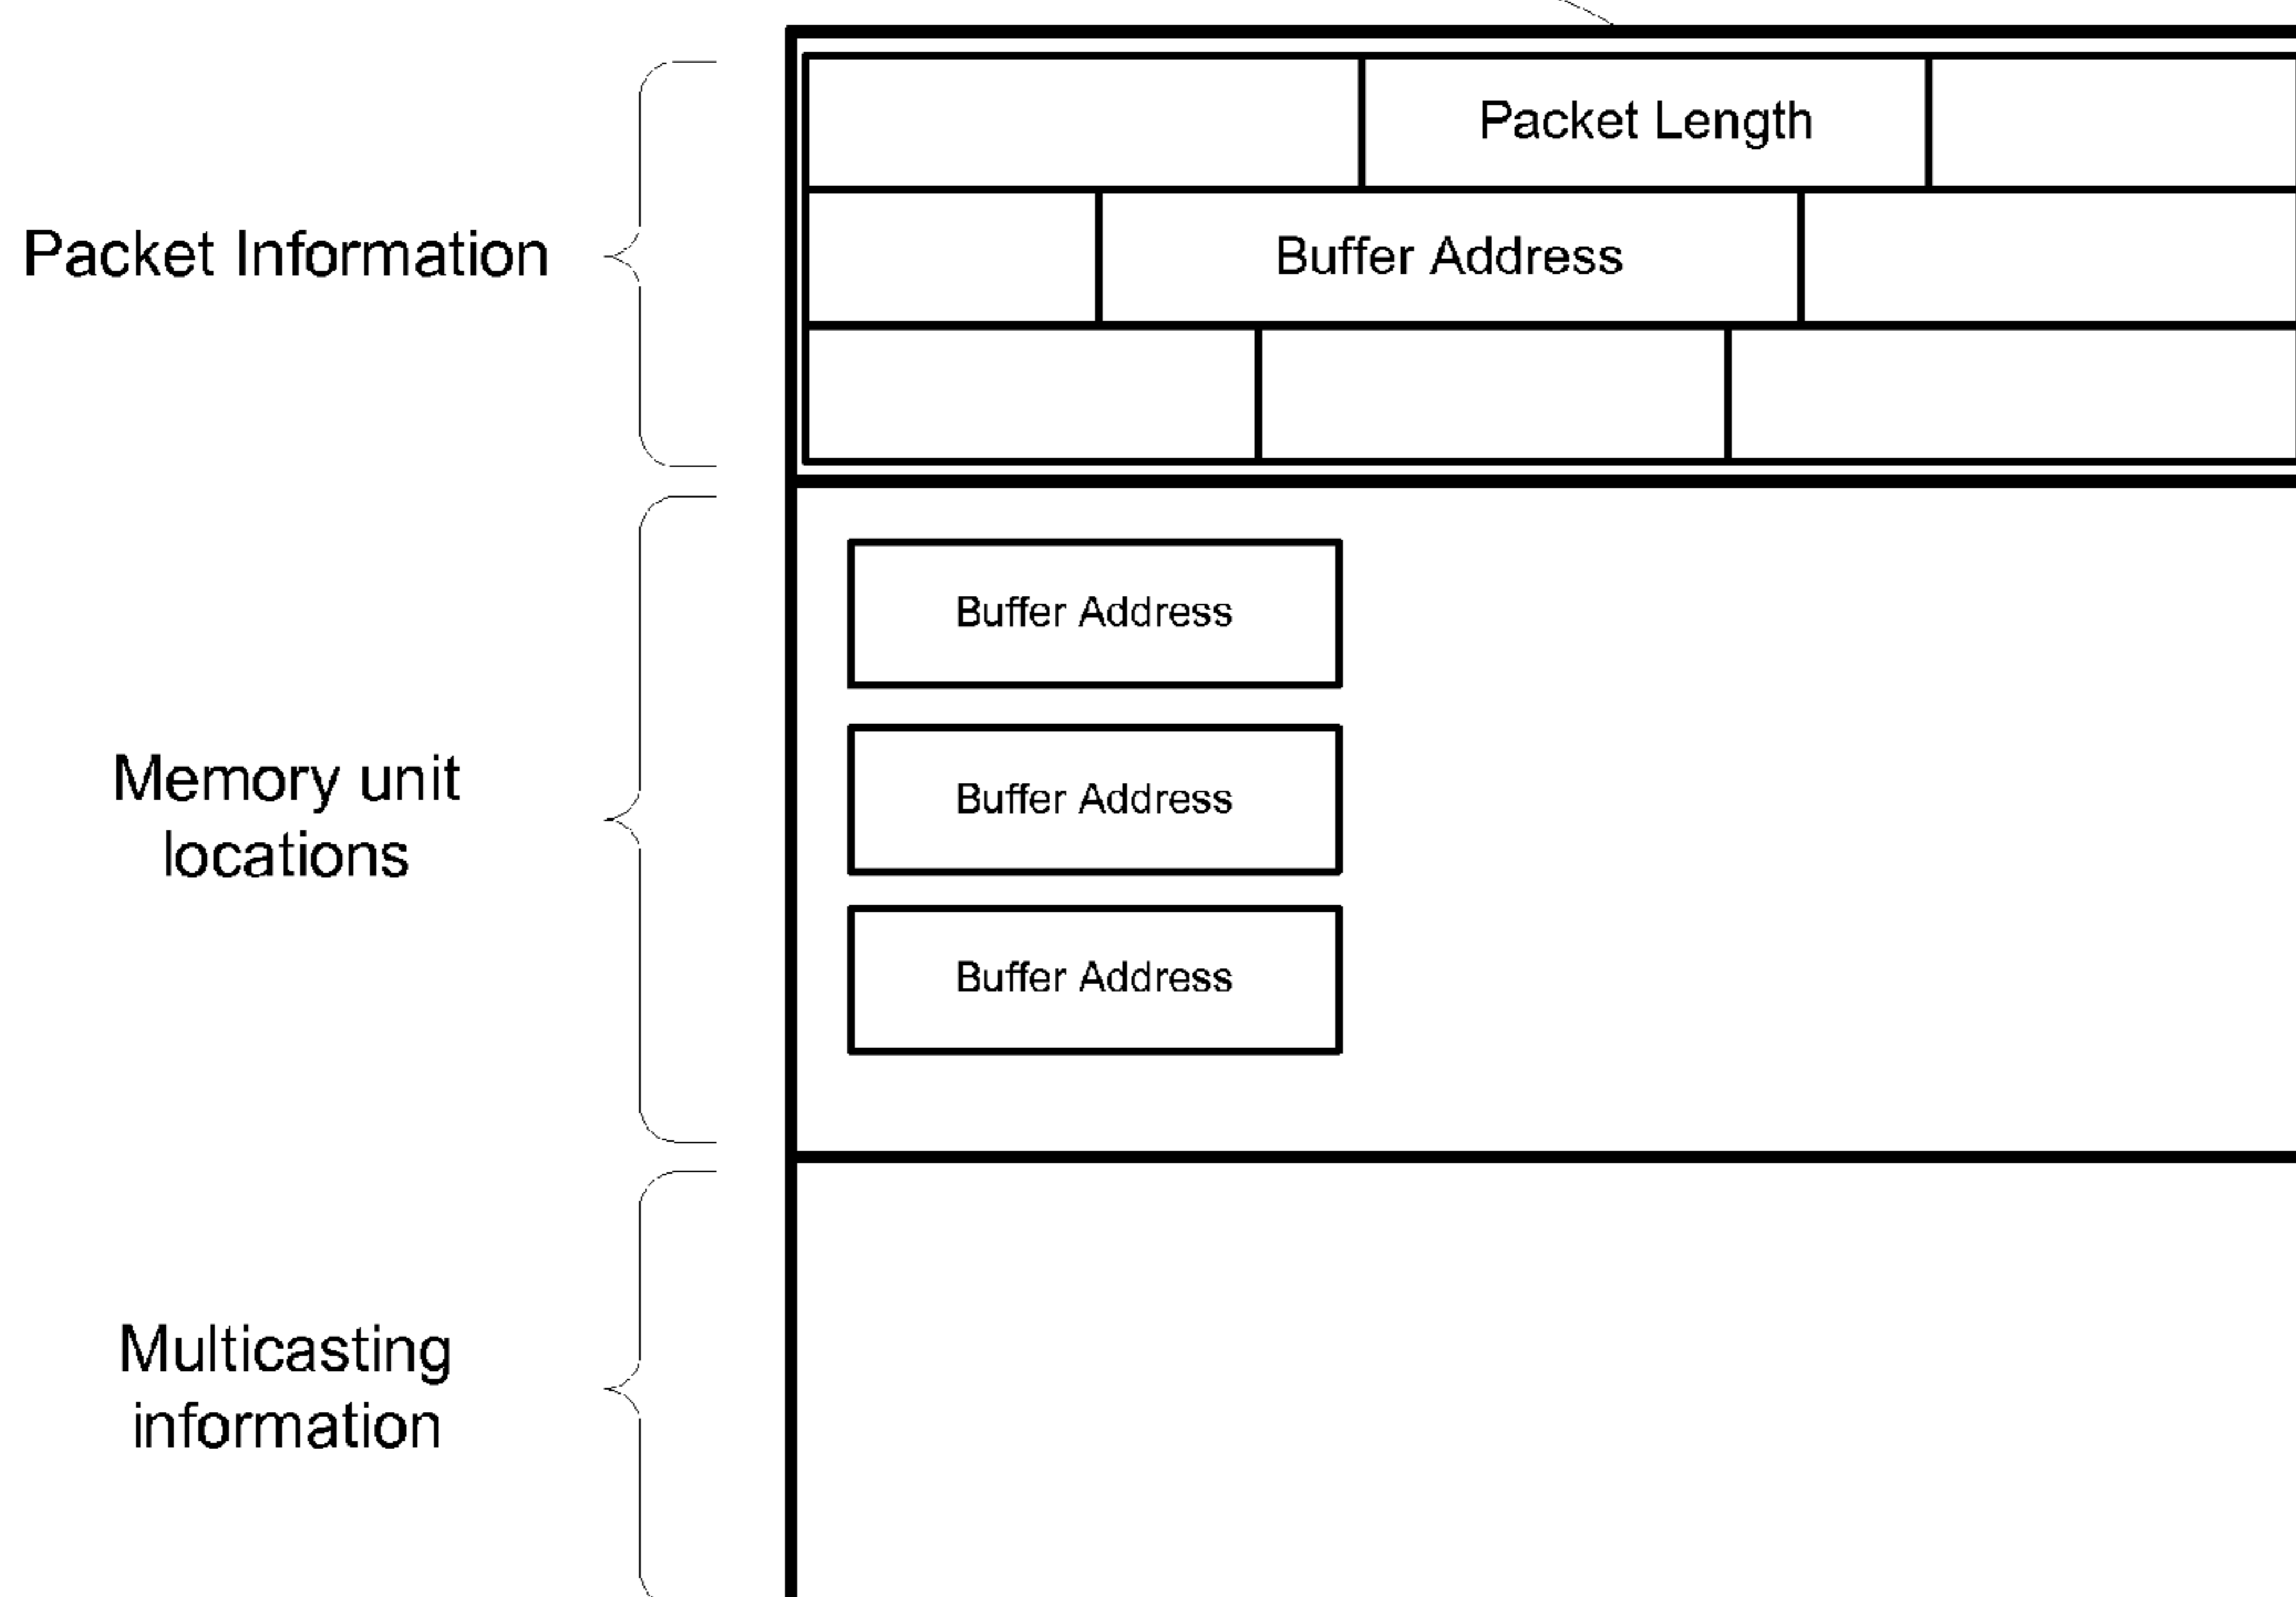 Packet Length
Packet Information
Buffer Address
Buffer Address
Memory unit
locations
Buffer Address
Buffer Address
Multicasting
information